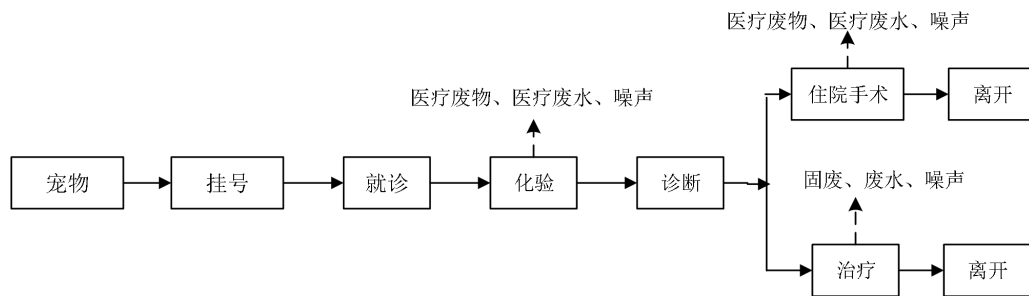 医疗废物、医疗废水、噪声
住院手术
离开
医疗废物、医疗废水、噪声
宠物
挂号
就诊
化验
诊断
固废、废水、噪声
治疗
离开